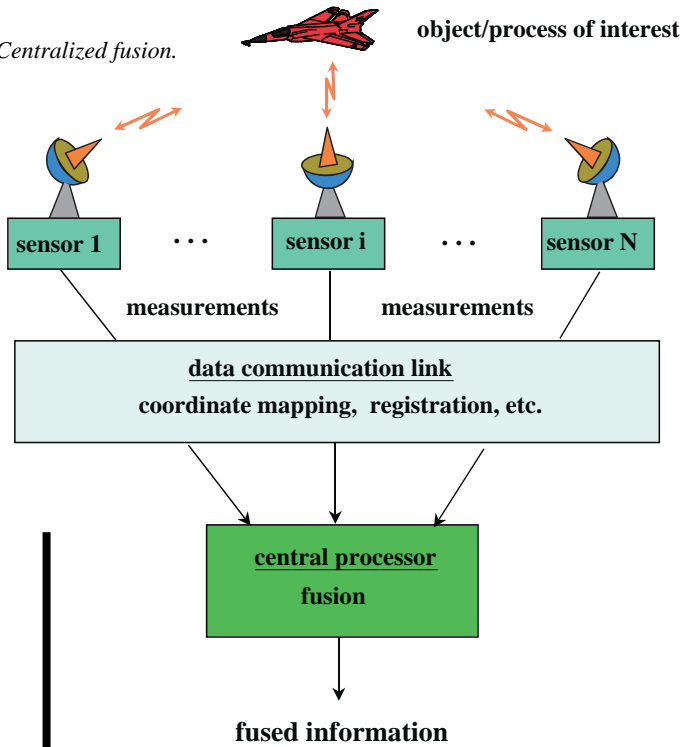 object/process of interest
Centralized fusion.
sensor 1
. . .
sensor i
. . .
sensor N
measurements
measurements
data communication link
coordinate mapping, registration, etc.
central processor
fusion
fused information